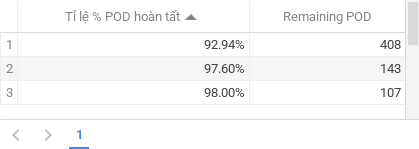 Tỉ lệ % POD hoàn tất Remaining POD
1 92.94% 408
2 97.60% 143
3 98.00% 107
1